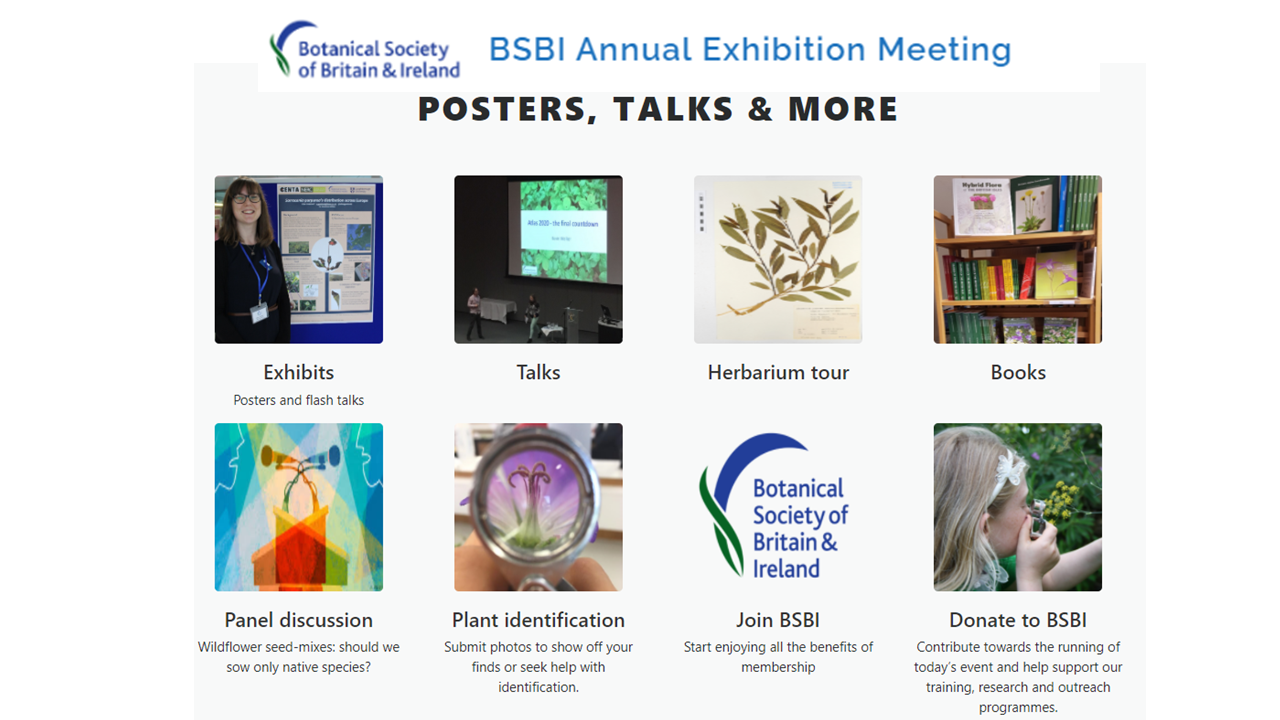 Botanical Society
of Britain & Ireland
BSBI Annual Exhibition Meeting
POSTERS, TALKS & MORE
CENTA
Atlas 2020 - the final countdown
Hybrid Flora
Exhibits
Posters and flash talks
Talks
Herbarium tour
Books
Botanical
Society of
Britain &
Ireland
Panel discussion
Wildflower seed-mixes: should we
sow only native species?
Plant identification
Submit photos to show off your
finds or seek help with
identification.
Join BSBI
Start enjoying all the benefits of
membership
Donate to BSBI
Contribute towards the running of
today's event and help support our
training, research and outreach
programmes.